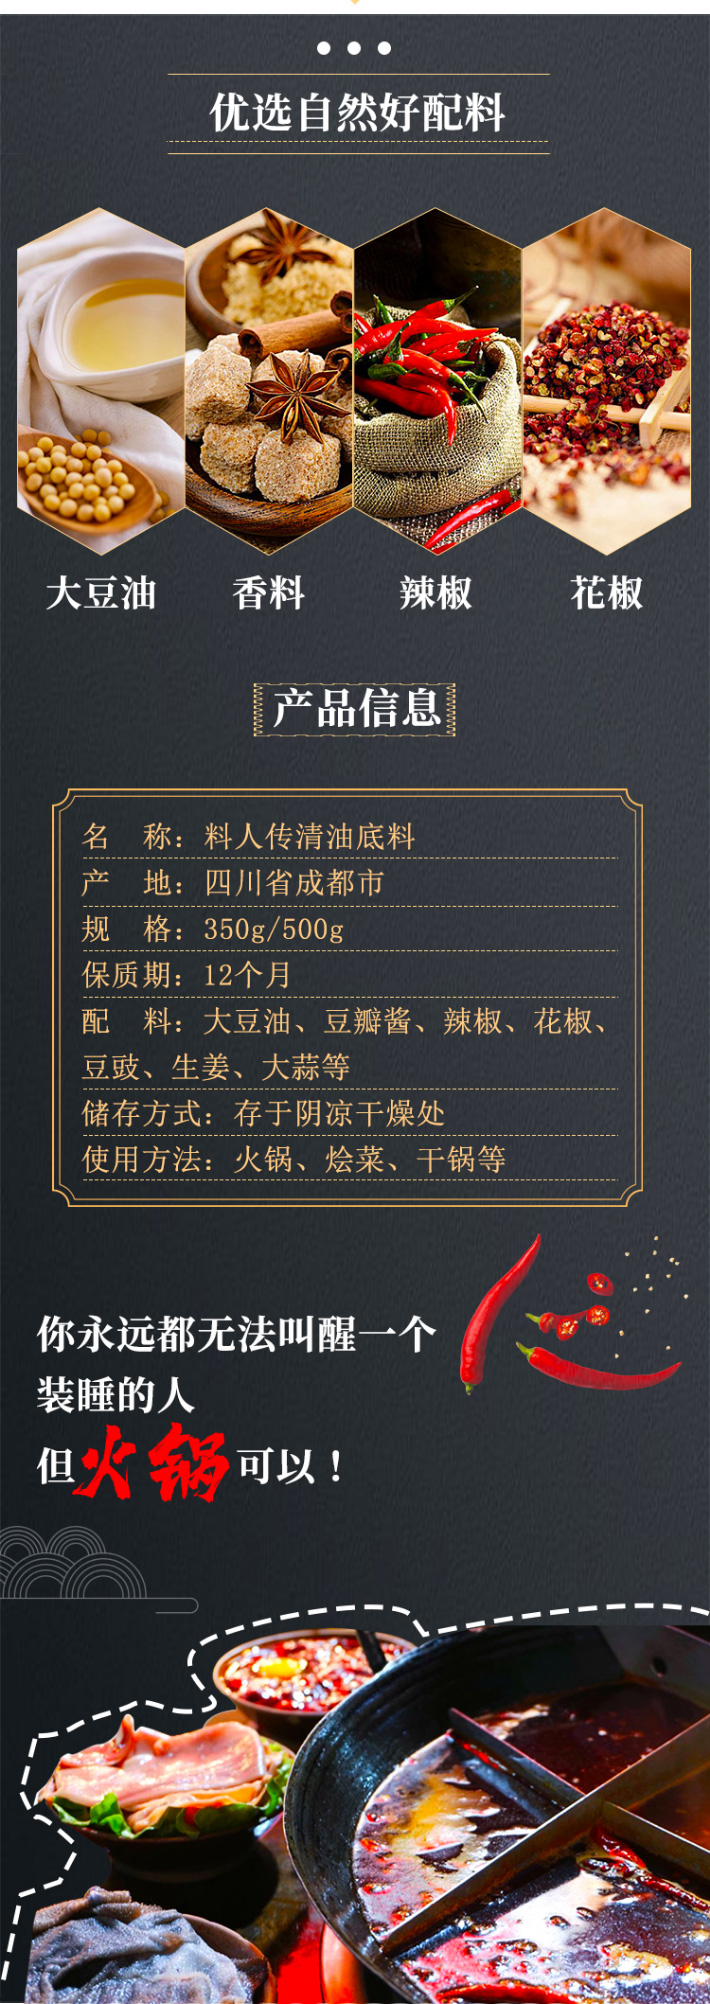 优选自然好配料
大豆油 香料 辣椒 花椒
产品信息
名 称：料人传清油底料
产 地：四川省成都市
规 格：350g/500g
保质期：12个月
配 料：大豆油、豆瓣酱、辣椒、花椒、
豆豉、生姜、大蒜等
储存方式：存于阴凉干燥处
使用方法：火锅、烩菜、干锅等
你永远都无法叫醒一个
装睡的人
但火锅可以！